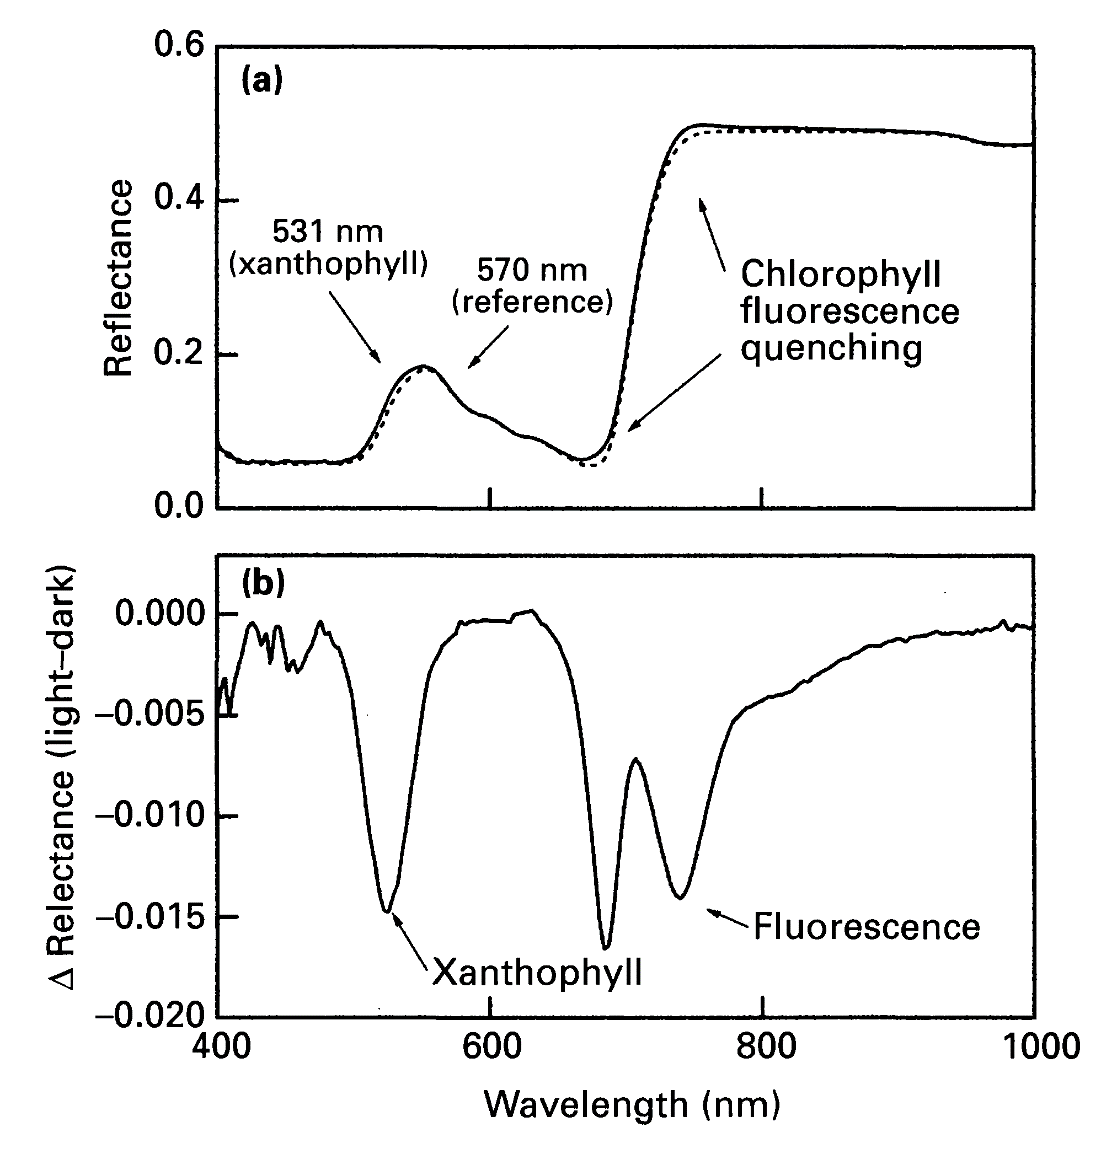 0.6
(a)
0.4
531 nm
(xanthophyll)
570 nm
(reference)
Chlorophyll
fluorescence
quenching
Reflectance
0.2
0.0
(b)
0.000
−0.005
−0.010
−0.015
−0.020
Δ Relectance (light–dark)
Fluorescence
Xanthophyll
400
600
800
1000
Wavelength (nm)